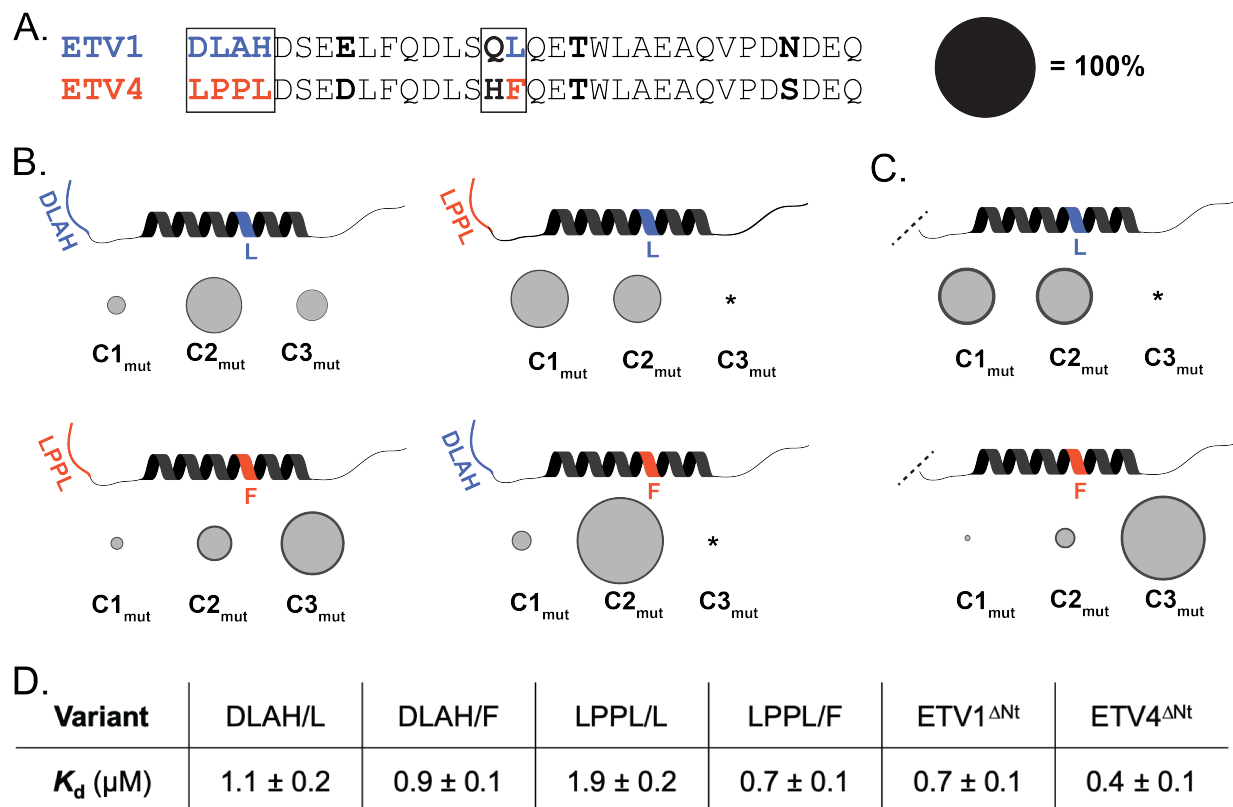 A.
ETV1 DLAHDSEELFQDLSQLQETWLAEAQVPDNDEQ
ETV4 LPPLDSEDLFQDLSHFQETWLAEAQVPDSDEQ
= 100%
B.
DLAH
L
C1mut C2mut C3mut
LPPL
L
*
C1mut C2mut C3mut
C.
L
*
C1mut C2mut C3mut
LPPL
F
C1mut C2mut C3mut
DLAH
F
*
C1mut C2mut C3mut
F
C1mut C2mut C3mut
D.
Variant DLAH/L DLAH/F LPPL/L LPPL/F ETV1ΔNt ETV4ΔNt
Kd (µM) 1.1 ± 0.2 0.9 ± 0.1 1.9 ± 0.2 0.7 ± 0.1 0.7 ± 0.1 0.4 ± 0.1